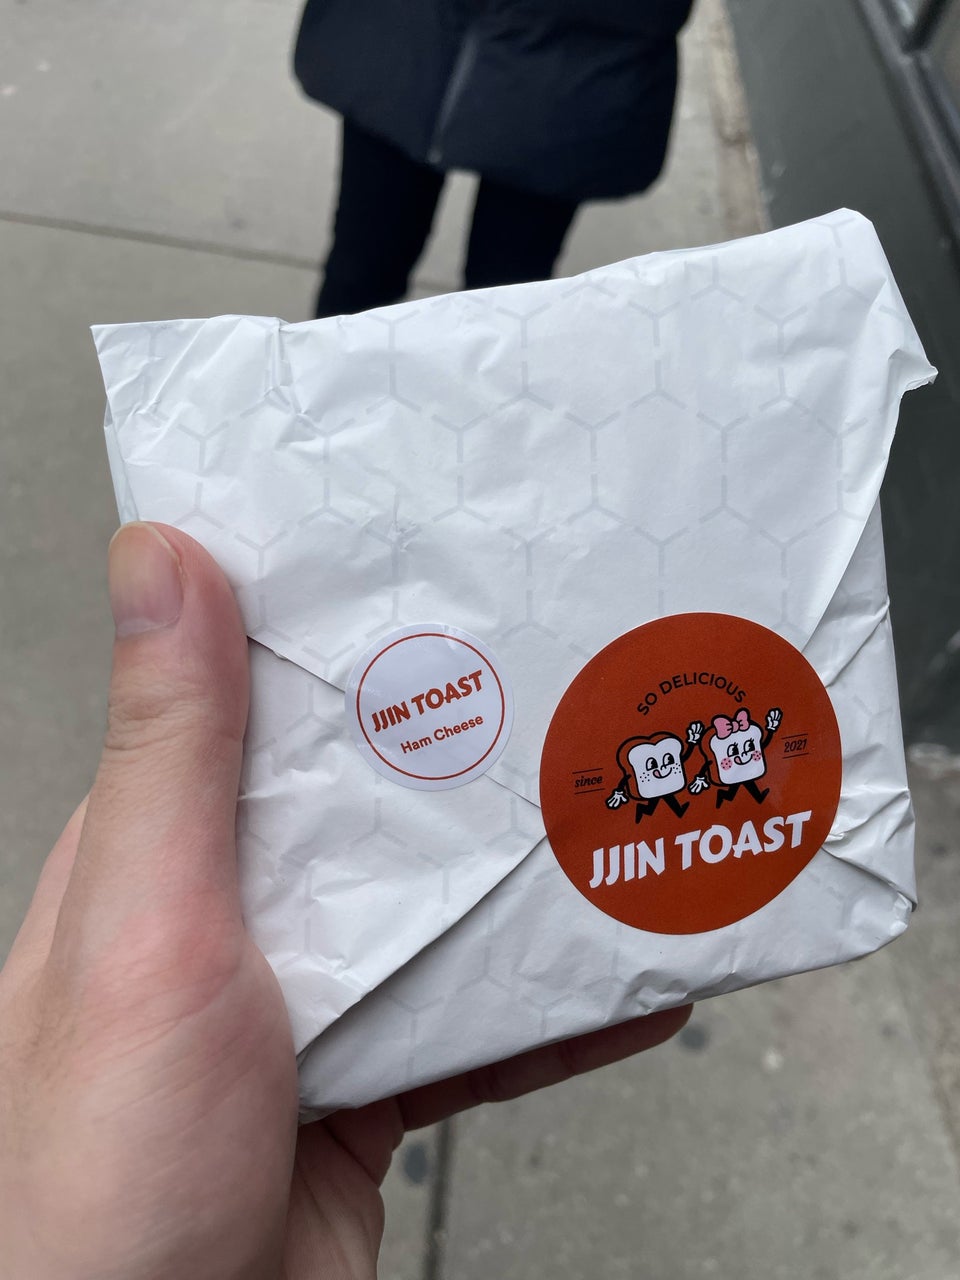 JJIN TOAST
Ham Cheese
SO DELICIOUS
since
2021
JJIN TOAST